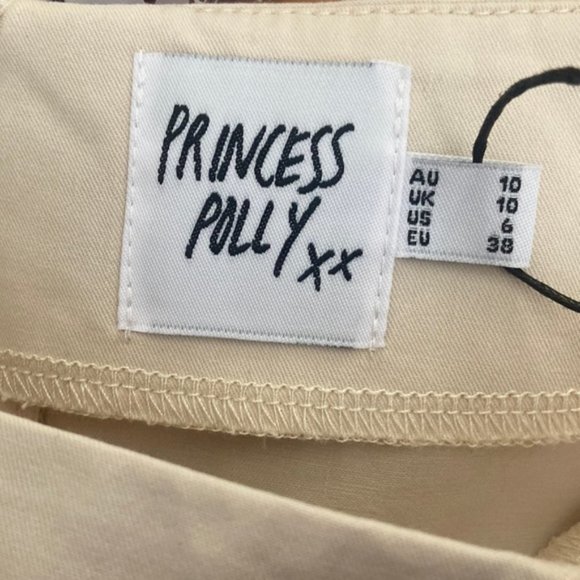 PRINCESS
POLLY xx
AU 10
UK 10
US 6
EU 38